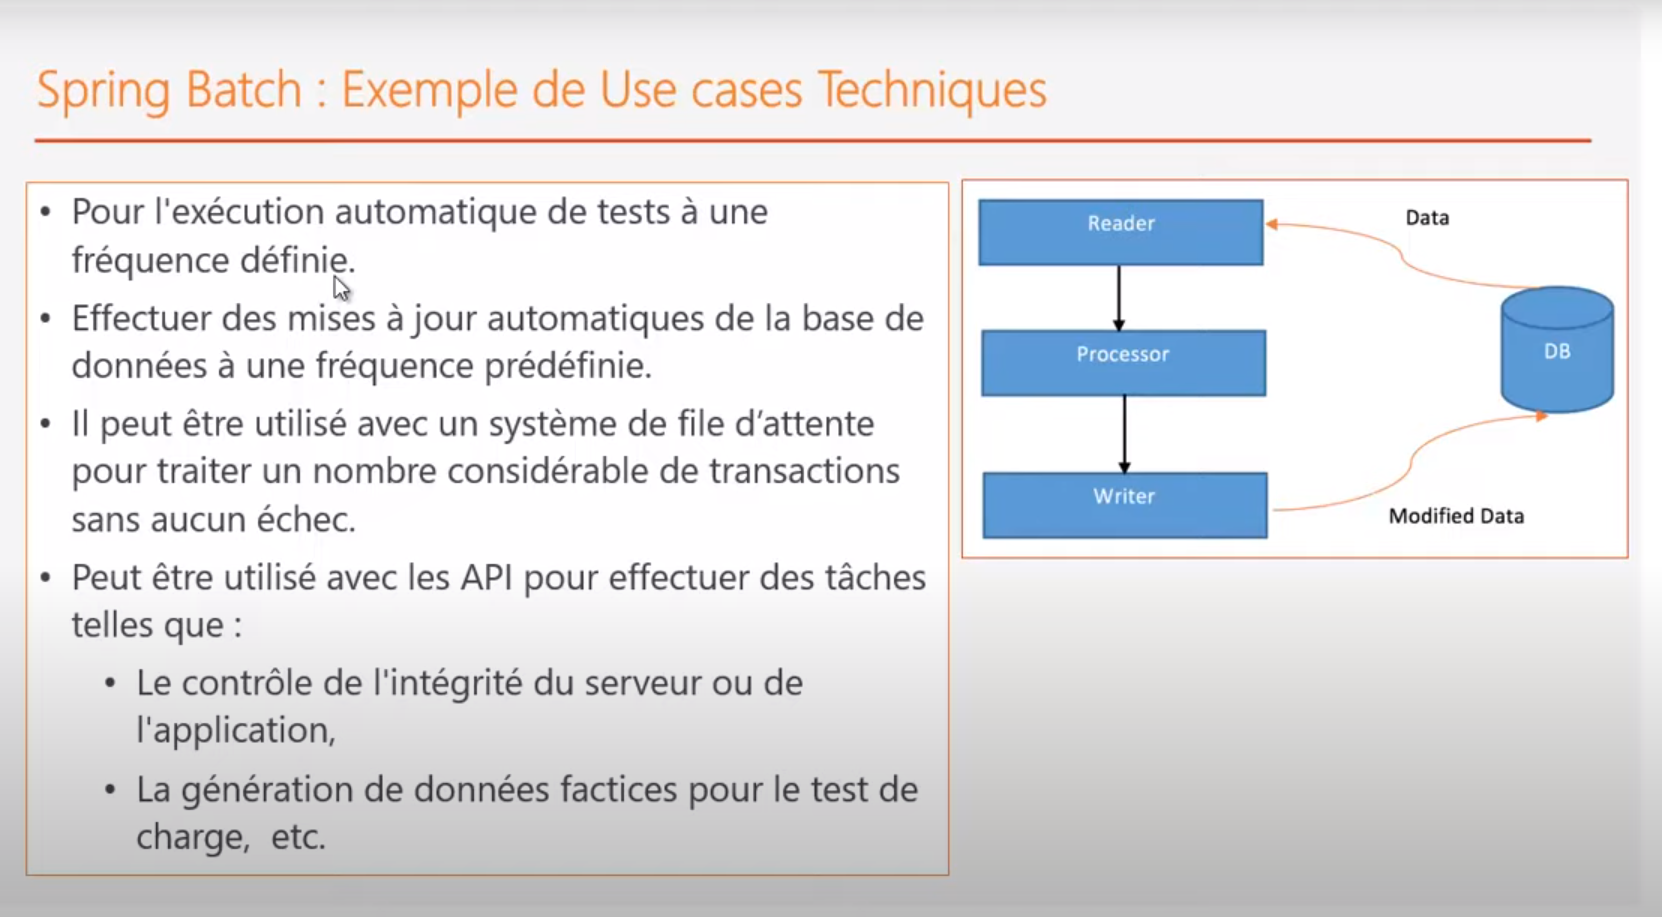 Spring Batch : Exemple de Use cases Techniques
• Pour l'exécution automatique de tests à une
fréquence définie.
• Effectuer des mises à jour automatiques de la base de
données à une fréquence prédéfinie.
• Il peut être utilisé avec un système de file d’attente
pour traiter un nombre considérable de transactions
sans aucun échec.
• Peut être utilisé avec les API pour effectuer des tâches
telles que :
• Le contrôle de l'intégrité du serveur ou de
l'application,
• La génération de données factices pour le test de
charge,  etc.
Reader
Data
Processor
DB
Writer
Modified Data